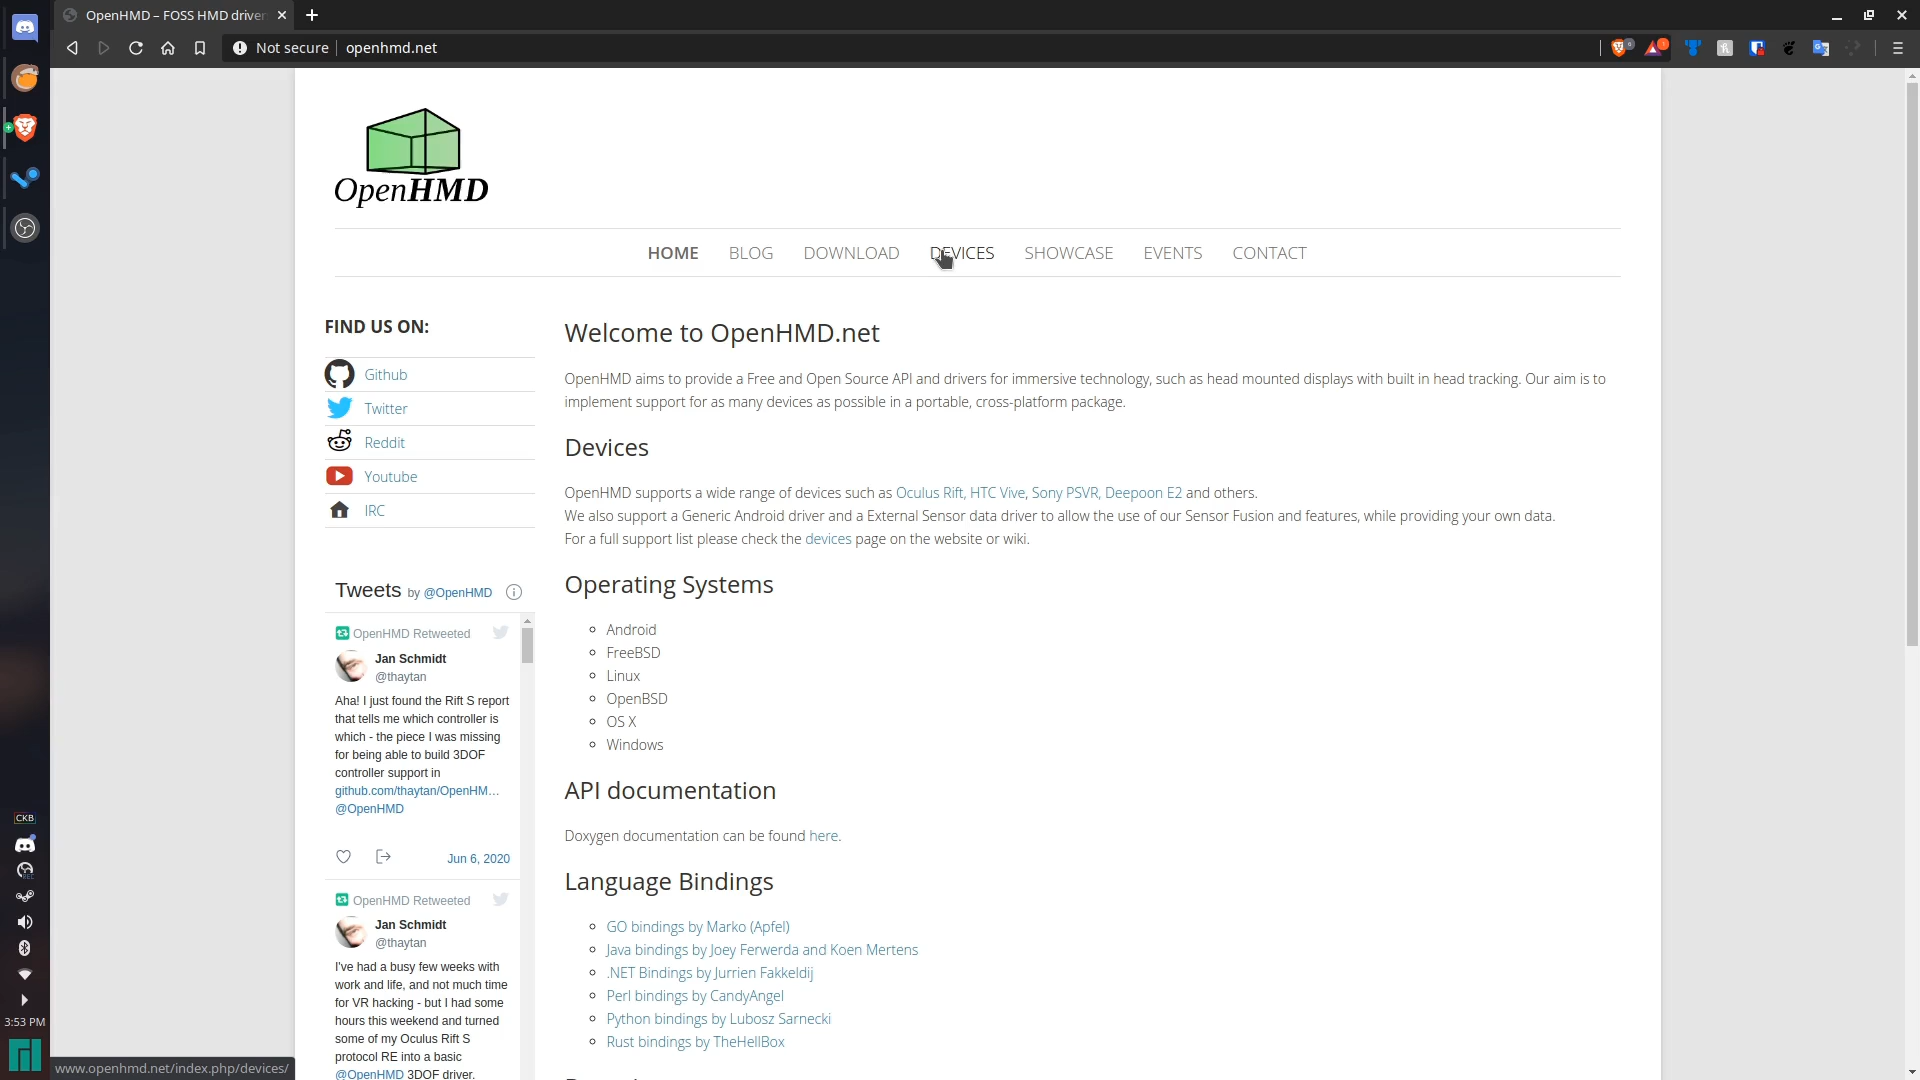 OpenHMD – FOSS HMD driver
Not secure
openhmd.net
OpenHMD
HOME
BLOG
DOWNLOAD
DEVICES
SHOWCASE
EVENTS
CONTACT
FIND US ON:
Github
Twitter
Reddit
Youtube
IRC
Tweets by @OpenHMD
OpenHMD Retweeted
Jan Schmidt
@thaytan
Aha! I just found the Rift S report
that tells me which controller is
which - the piece I was missing
for being able to build 3DOF
controller support in
github.com/thaytan/OpenHM…
@OpenHMD
Jun 6, 2020
OpenHMD Retweeted
Jan Schmidt
@thaytan
I've had a busy few weeks with
work and life, and not much time
for VR hacking - but I had some
hours this weekend and turned
some of my Oculus Rift S
protocol RE into a basic
@OpenHMD 3DOF driver.
Welcome to OpenHMD.net
OpenHMD aims to provide a Free and Open Source API and drivers for immersive technology, such as head mounted displays with built in head tracking. Our aim is to
implement support for as many devices as possible in a portable, cross-platform package.
Devices
OpenHMD supports a wide range of devices such as Oculus Rift, HTC Vive, Sony PSVR, Deepoon E2 and others.
We also support a Generic Android driver and a External Sensor data driver to allow the use of our Sensor Fusion and features, while providing your own data.
For a full support list please check the devices page on the website or wiki.
Operating Systems
Android
FreeBSD
Linux
OpenBSD
OS X
Windows
API documentation
Doxygen documentation can be found here.
Language Bindings
GO bindings by Marko (Apfel)
Java bindings by Joey Ferwerda and Koen Mertens
.NET Bindings by Jurrien Fakkeldij
Perl bindings by CandyAngel
Python bindings by Lubosz Sarnecki
Rust bindings by TheHellBox
CKB
3:53 PM
www.openhmd.net/index.php/devices/